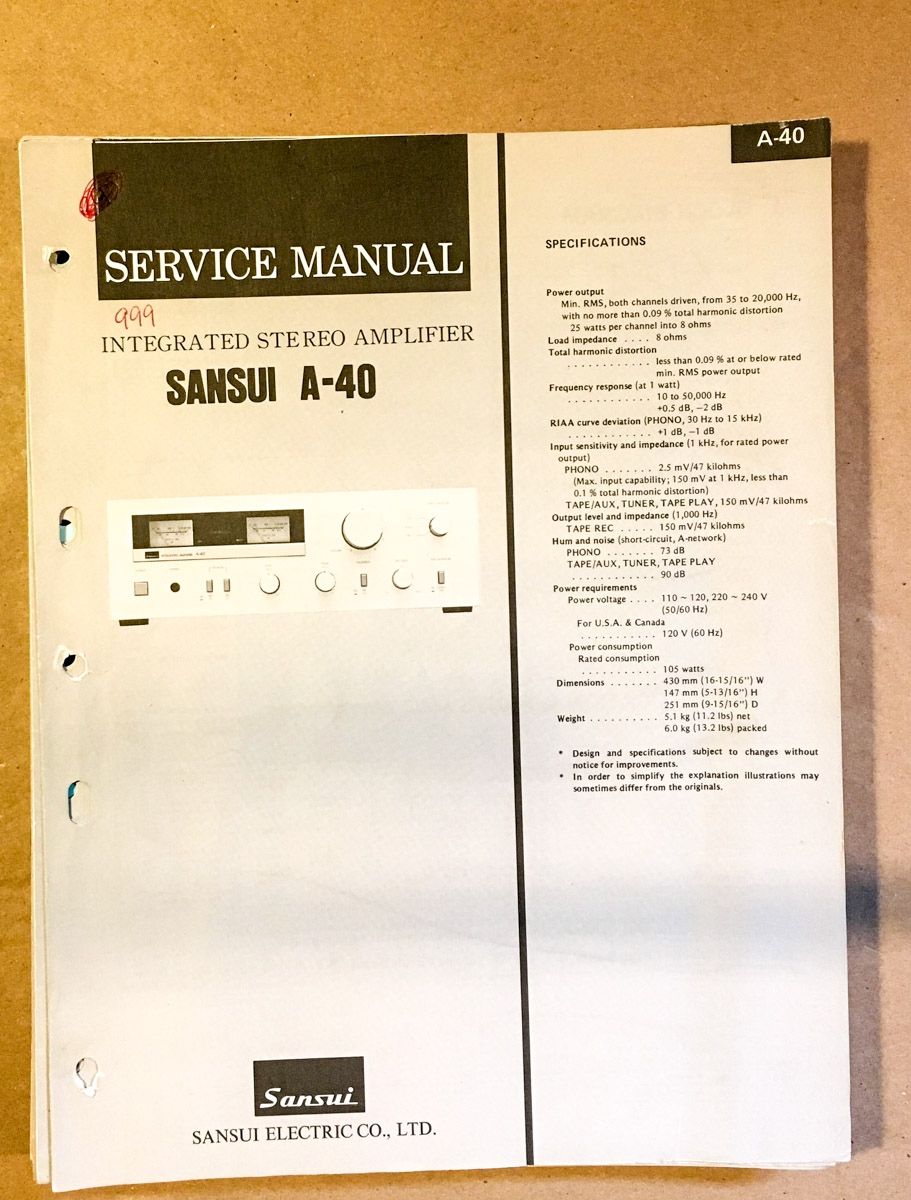 A-40
SERVICE MANUAL
999
INTEGRATED STEREO AMPLIFIER
SANSUI A-40
SPECIFICATIONS
Power output
Min. RMS, both channels driven, from 35 to 20,000 Hz,
with no more than 0.09 % total harmonic distortion
25 watts per channel into 8 ohms
Load impedance . . . . 8 ohms
Total harmonic distortion
. . . . . . . . . . . . less than 0.09 % at or below rated
min. RMS power output
Frequency response (at 1 watt)
. . . . . . . . . . . . 10 to 50,000 Hz
+0.5 dB, −2 dB
RIAA curve deviation (PHONO, 30 Hz to 15 kHz)
. . . . . . . . . . . . +1 dB, −1 dB
Input sensitivity and impedance (1 kHz, for rated power
output)
PHONO . . . . . . . 2.5 mV/47 kilohms
(Max. input capability; 150 mV at 1 kHz, less than
0.1 % total harmonic distortion)
TAPE/AUX, TUNER, TAPE PLAY, 150 mV/47 kilohms
Output level and impedance (1,000 Hz)
TAPE REC . . . . . 150 mV/47 kilohms
Hum and noise (short-circuit, A-network)
PHONO . . . . . . . 73 dB
TAPE/AUX, TUNER, TAPE PLAY
. . . . . . . . . . . . 90 dB
Power requirements
Power voltage . . . . 110 ~ 120, 220 ~ 240 V
(50/60 Hz)
For U.S.A. & Canada
. . . . . . . . . . . 120 V (60 Hz)
Power consumption
Rated consumption
. . . . . . . . . . . 105 watts
Dimensions . . . . . . . 430 mm (16-15/16") W
147 mm (5-13/16") H
251 mm (9-15/16") D
Weight . . . . . . . . . . 5.1 kg (11.2 lbs) net
6.0 kg (13.2 lbs) packed
* Design and specifications subject to changes without
notice for improvements.
* In order to simplify the explanation illustrations may
sometimes differ from the originals.
Sansui
SANSUI ELECTRIC CO., LTD.